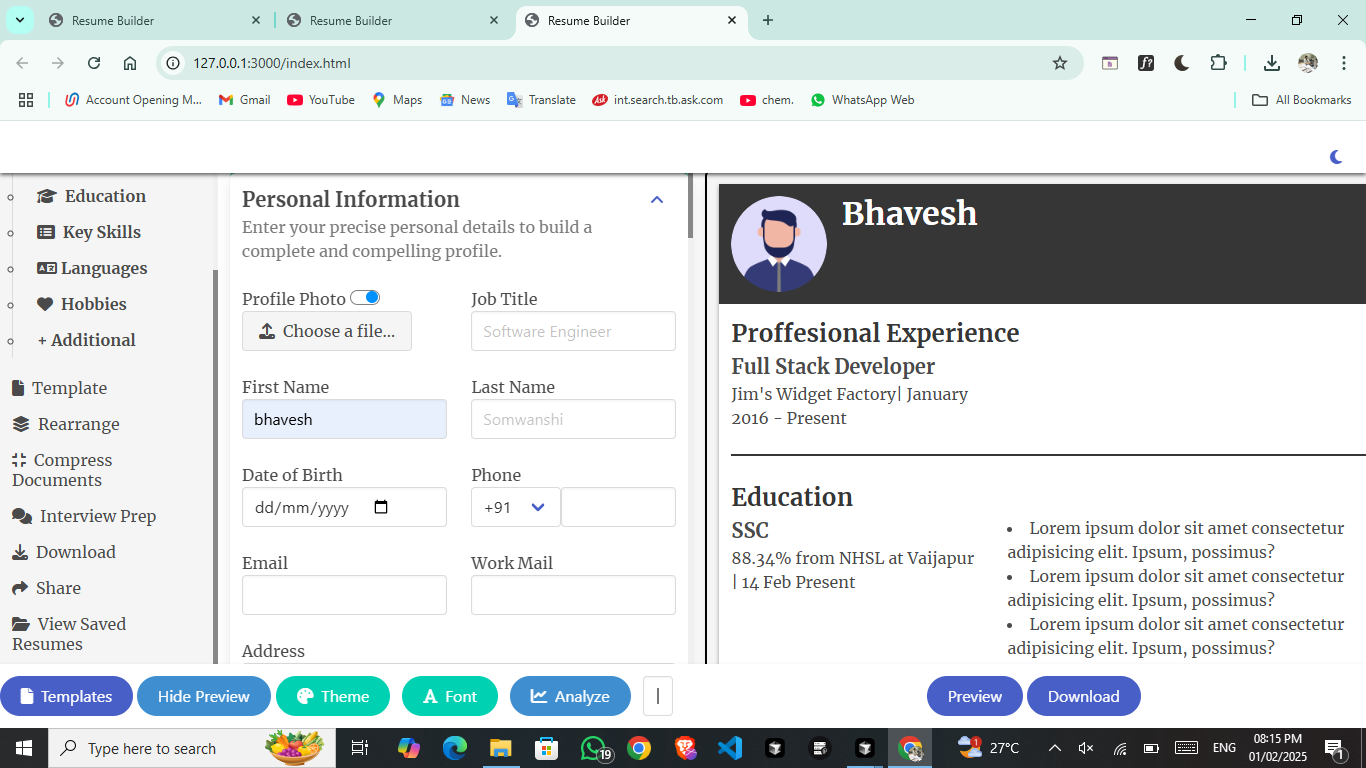 Resume Builder
Resume Builder
Resume Builder
127.0.0.1:3000/index.html
Account Opening M...
Gmail
YouTube
Maps
News
Translate
Ask
int.search.tb.ask.com
chem.
WhatsApp Web
All Bookmarks
Education
Key Skills
Languages
Hobbies
+ Additional
Template
Rearrange
Compress
Documents
Interview Prep
Download
Share
View Saved
Resumes
Personal Information
Enter your precise personal details to build a
complete and compelling profile.
Profile Photo
Job Title
Choose a file...
Software Engineer
First Name
Last Name
bhavesh
Somwanshi
Date of Birth
Phone
dd/mm/yyyy
+91
Email
Work Mail
Address
Bhavesh
Proffesional Experience
Full Stack Developer
Jim's Widget Factory| January
2016 - Present
Education
SSC
88.34% from NHSL at Vaijapur
| 14 Feb Present
• Lorem ipsum dolor sit amet consectetur
adipisicing elit. Ipsum, possimus?
• Lorem ipsum dolor sit amet consectetur
adipisicing elit. Ipsum, possimus?
• Lorem ipsum dolor sit amet consectetur
adipisicing elit. Ipsum, possimus?
Templates
Hide Preview
Theme
Font
Analyze
|
Preview
Download
Type here to search
19
1
27°C
ENG
08:15 PM
01/02/2025
1